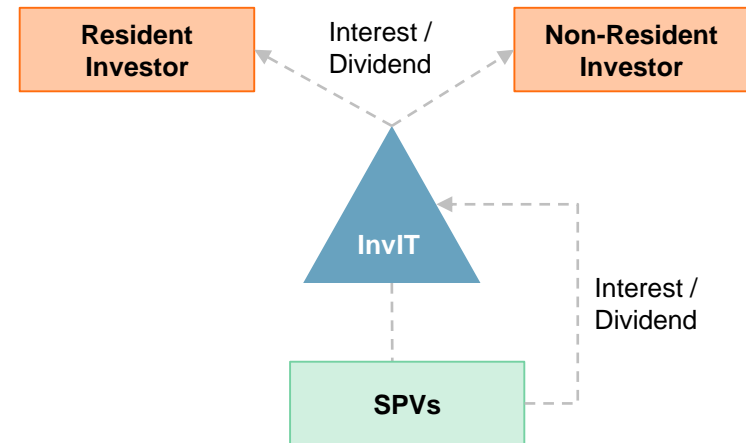 Resident
Investor
Interest /
Dividend
Non-Resident
Investor
InvIT
Interest /
Dividend
SPVs